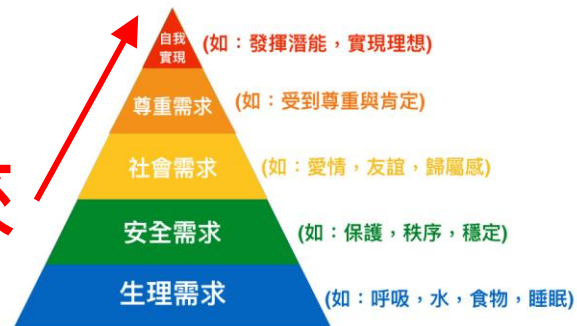 自我
實現
(如：發揮潛能，實現理想)
尊重需求
(如：受到尊重與肯定)
社會需求
(如：愛情，友誼，歸屬感)
安全需求
(如：保護，秩序，穩定)
生理需求
(如：呼吸，水，食物，睡眠)